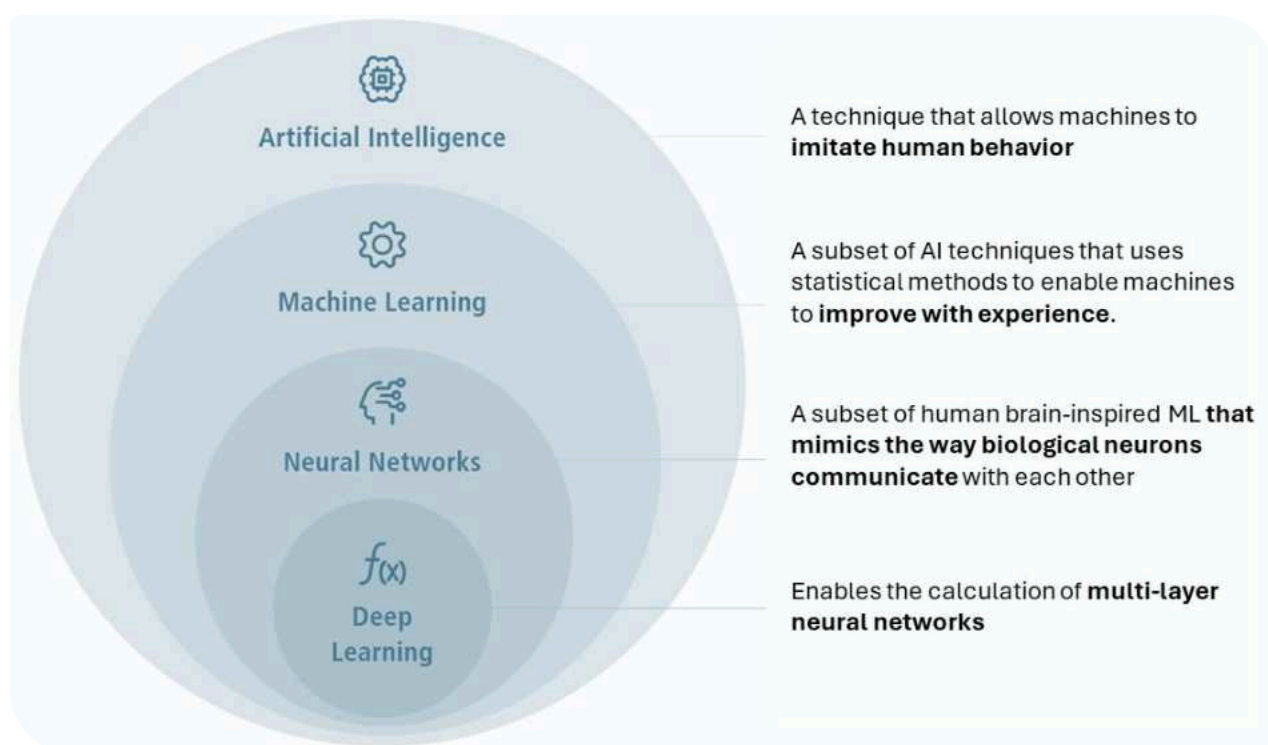 Artificial Intelligence
A technique that allows machines to
imitate human behavior
Machine Learning
A subset of AI techniques that uses
statistical methods to enable machines
to improve with experience.
Neural Networks
A subset of human brain-inspired ML that
mimics the way biological neurons
communicate with each other
f(x)
Deep
Learning
Enables the calculation of multi-layer
neural networks